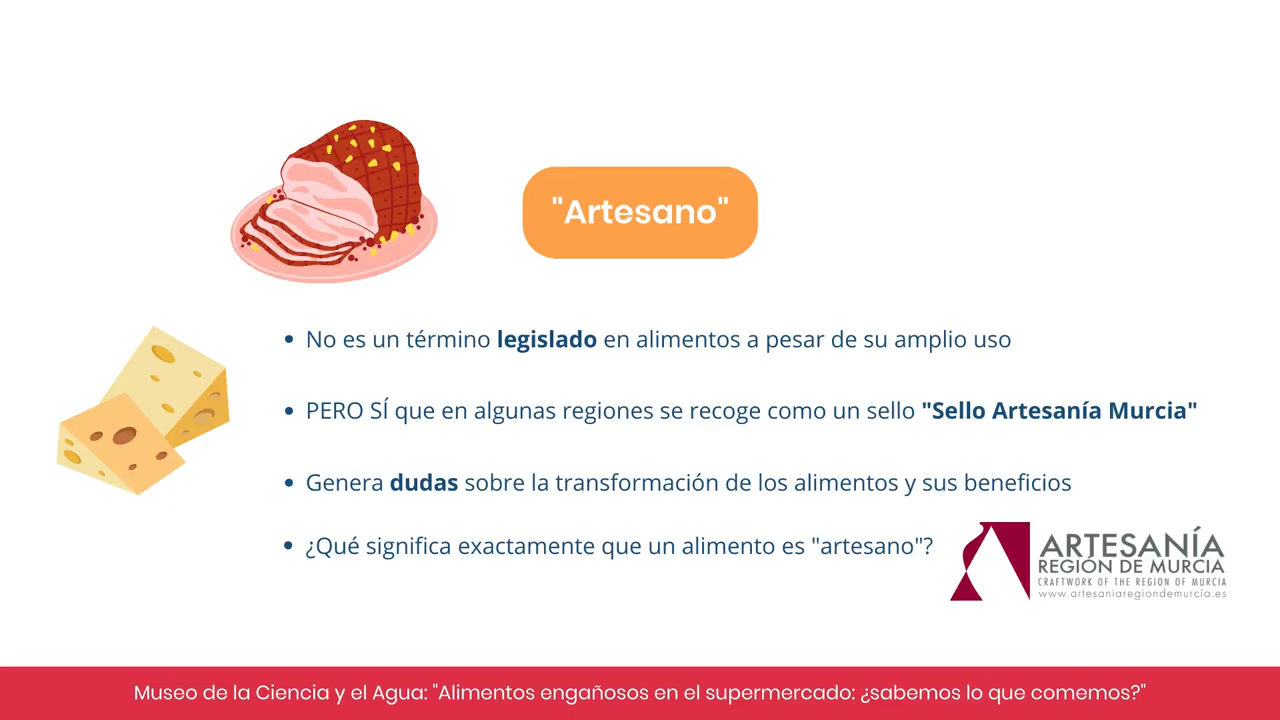 "Artesano"
No es un término legislado en alimentos a pesar de su amplio uso
PERO SÍ que en algunas regiones se recoge como un sello "Sello Artesanía Murcia"
Genera dudas sobre la transformación de los alimentos y sus beneficios
¿Qué significa exactamente que un alimento es "artesano"?
ARTESANÍA
REGIÓN DE MURCIA
CRAFTWORK OF THE REGION OF MURCIA
www.artesaniaregiondemurcia.es
Museo de la Ciencia y el Agua: "Alimentos engañosos en el supermercado: ¿sabemos lo que comemos?"